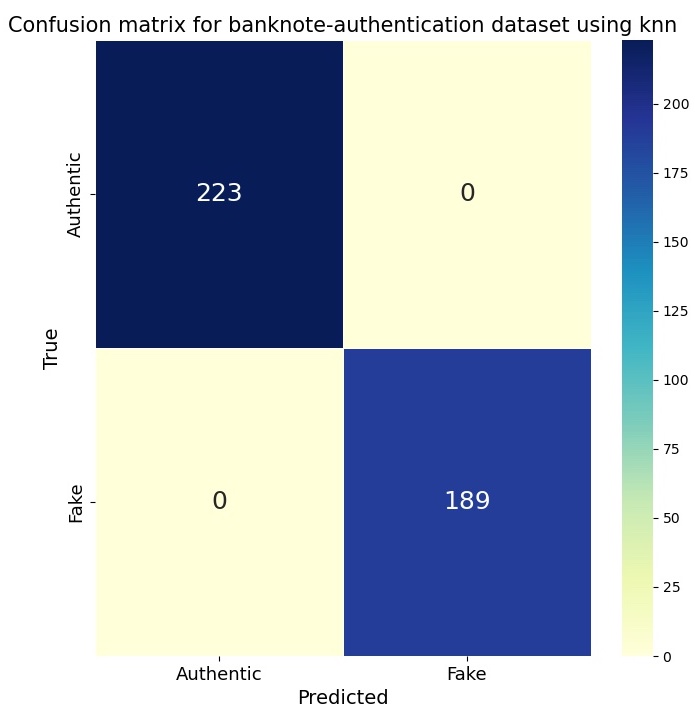 Confusion matrix for banknote-authentication dataset using knn
Authentic
223
0
200
175
150
125
True
100
Fake
0
189
75
50
25
0
Authentic
Fake
Predicted